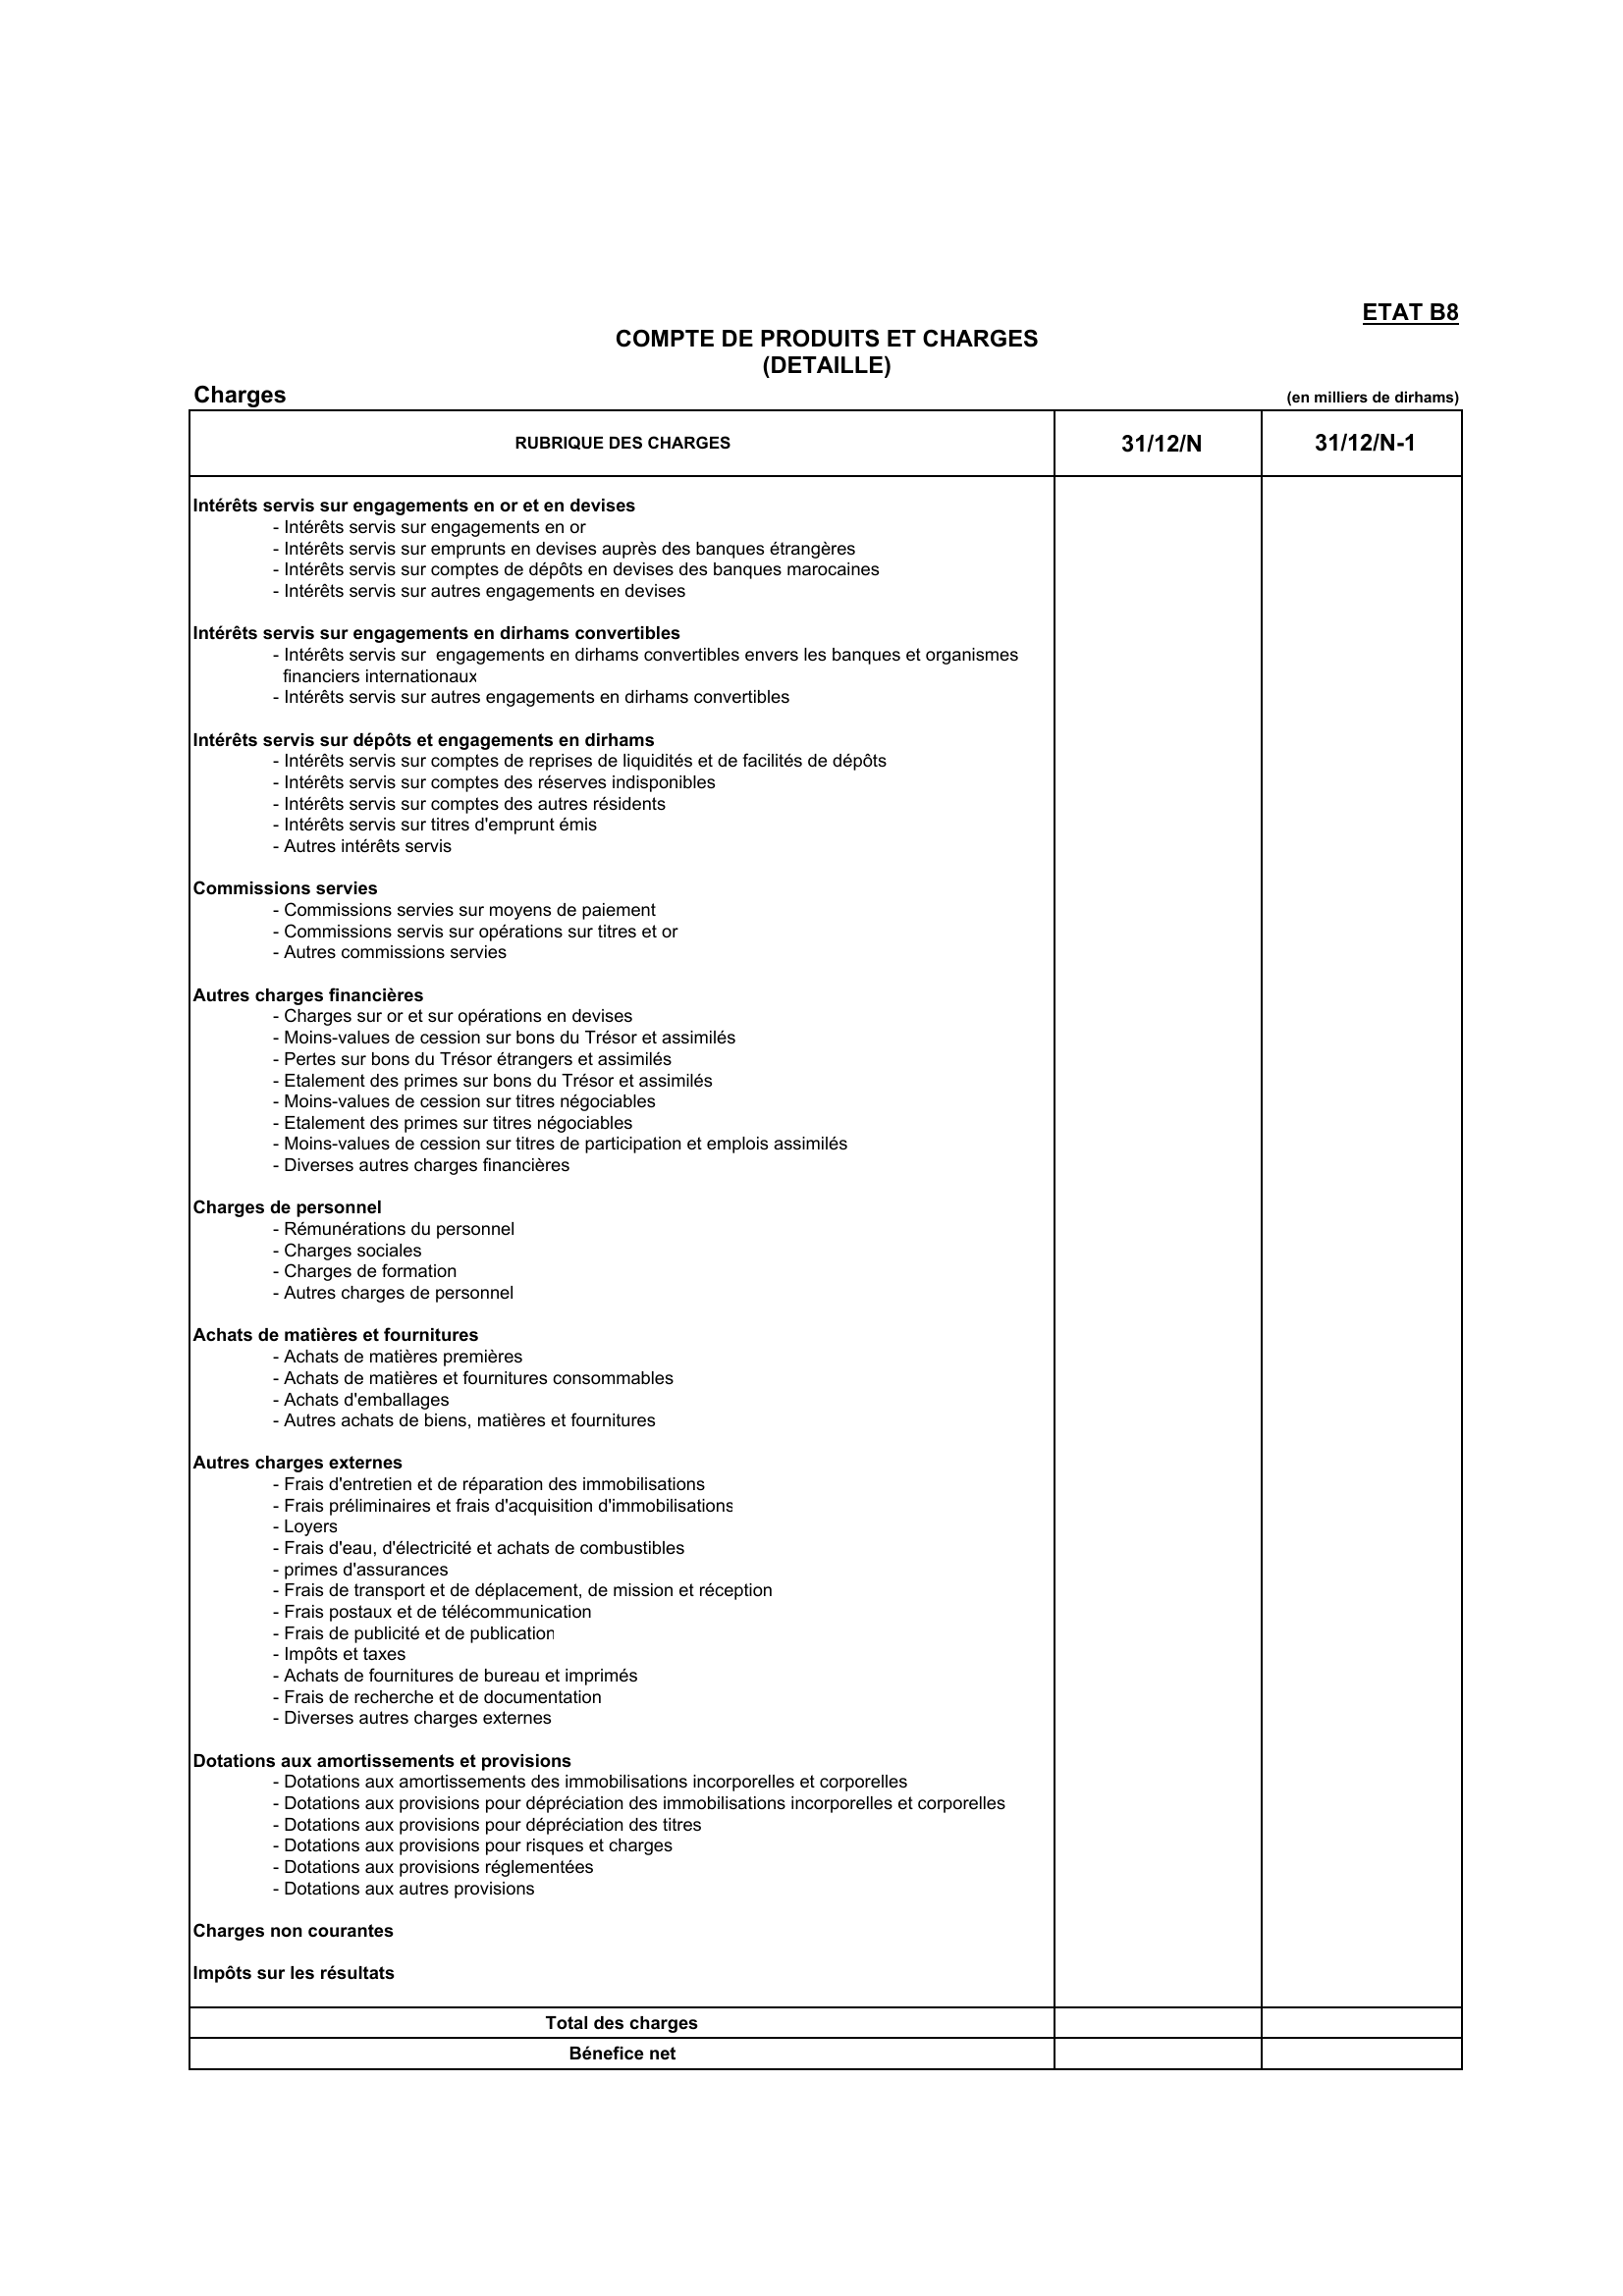 ETAT B8
COMPTE DE PRODUITS ET CHARGES
(DETAILLE)
Charges (en milliers de dirhams)
RUBRIQUE DES CHARGES 31/12/N 31/12/N-1
Intérêts servis sur engagements en or et en devises
- Intérêts servis sur engagements en or
- Intérêts servis sur emprunts en devises auprès des banques étrangères
- Intérêts servis sur comptes de dépôts en devises des banques marocaines
- Intérêts servis sur autres engagements en devises
Intérêts servis sur engagements en dirhams convertibles
- Intérêts servis sur  engagements en dirhams convertibles envers les banques et organismes
financiers internationaux
- Intérêts servis sur autres engagements en dirhams convertibles
Intérêts servis sur dépôts et engagements en dirhams
- Intérêts servis sur comptes de reprises de liquidités et de facilités de dépôts
- Intérêts servis sur comptes des réserves indisponibles
- Intérêts servis sur comptes des autres résidents
- Intérêts servis sur titres d'emprunt émis
- Autres intérêts servis
Commissions servies
- Commissions servies sur moyens de paiement
- Commissions servis sur opérations sur titres et or
- Autres commissions servies
Autres charges financières
- Charges sur or et sur opérations en devises
- Moins-values de cession sur bons du Trésor et assimilés
- Pertes sur bons du Trésor étrangers et assimilés
- Etalement des primes sur bons du Trésor et assimilés
- Moins-values de cession sur titres négociables
- Etalement des primes sur titres négociables
- Moins-values de cession sur titres de participation et emplois assimilés
- Diverses autres charges financières
Charges de personnel
- Rémunérations du personnel
- Charges sociales
- Charges de formation
- Autres charges de personnel
Achats de matières et fournitures
- Achats de matières premières
- Achats de matières et fournitures consommables
- Achats d'emballages
- Autres achats de biens, matières et fournitures
Autres charges externes
- Frais d'entretien et de réparation des immobilisations
- Frais préliminaires et frais d'acquisition d'immobilisations
- Loyers
- Frais d'eau, d'électricité et achats de combustibles
- primes d'assurances
- Frais de transport et de déplacement, de mission et réception
- Frais postaux et de télécommunication
- Frais de publicité et de publication
- Impôts et taxes
- Achats de fournitures de bureau et imprimés
- Frais de recherche et de documentation
- Diverses autres charges externes
Dotations aux amortissements et provisions
- Dotations aux amortissements des immobilisations incorporelles et corporelles
- Dotations aux provisions pour dépréciation des immobilisations incorporelles et corporelles
- Dotations aux provisions pour dépréciation des titres
- Dotations aux provisions pour risques et charges
- Dotations aux provisions réglementées
- Dotations aux autres provisions
Charges non courantes
Impôts sur les résultats
Total des charges
Bénefice net